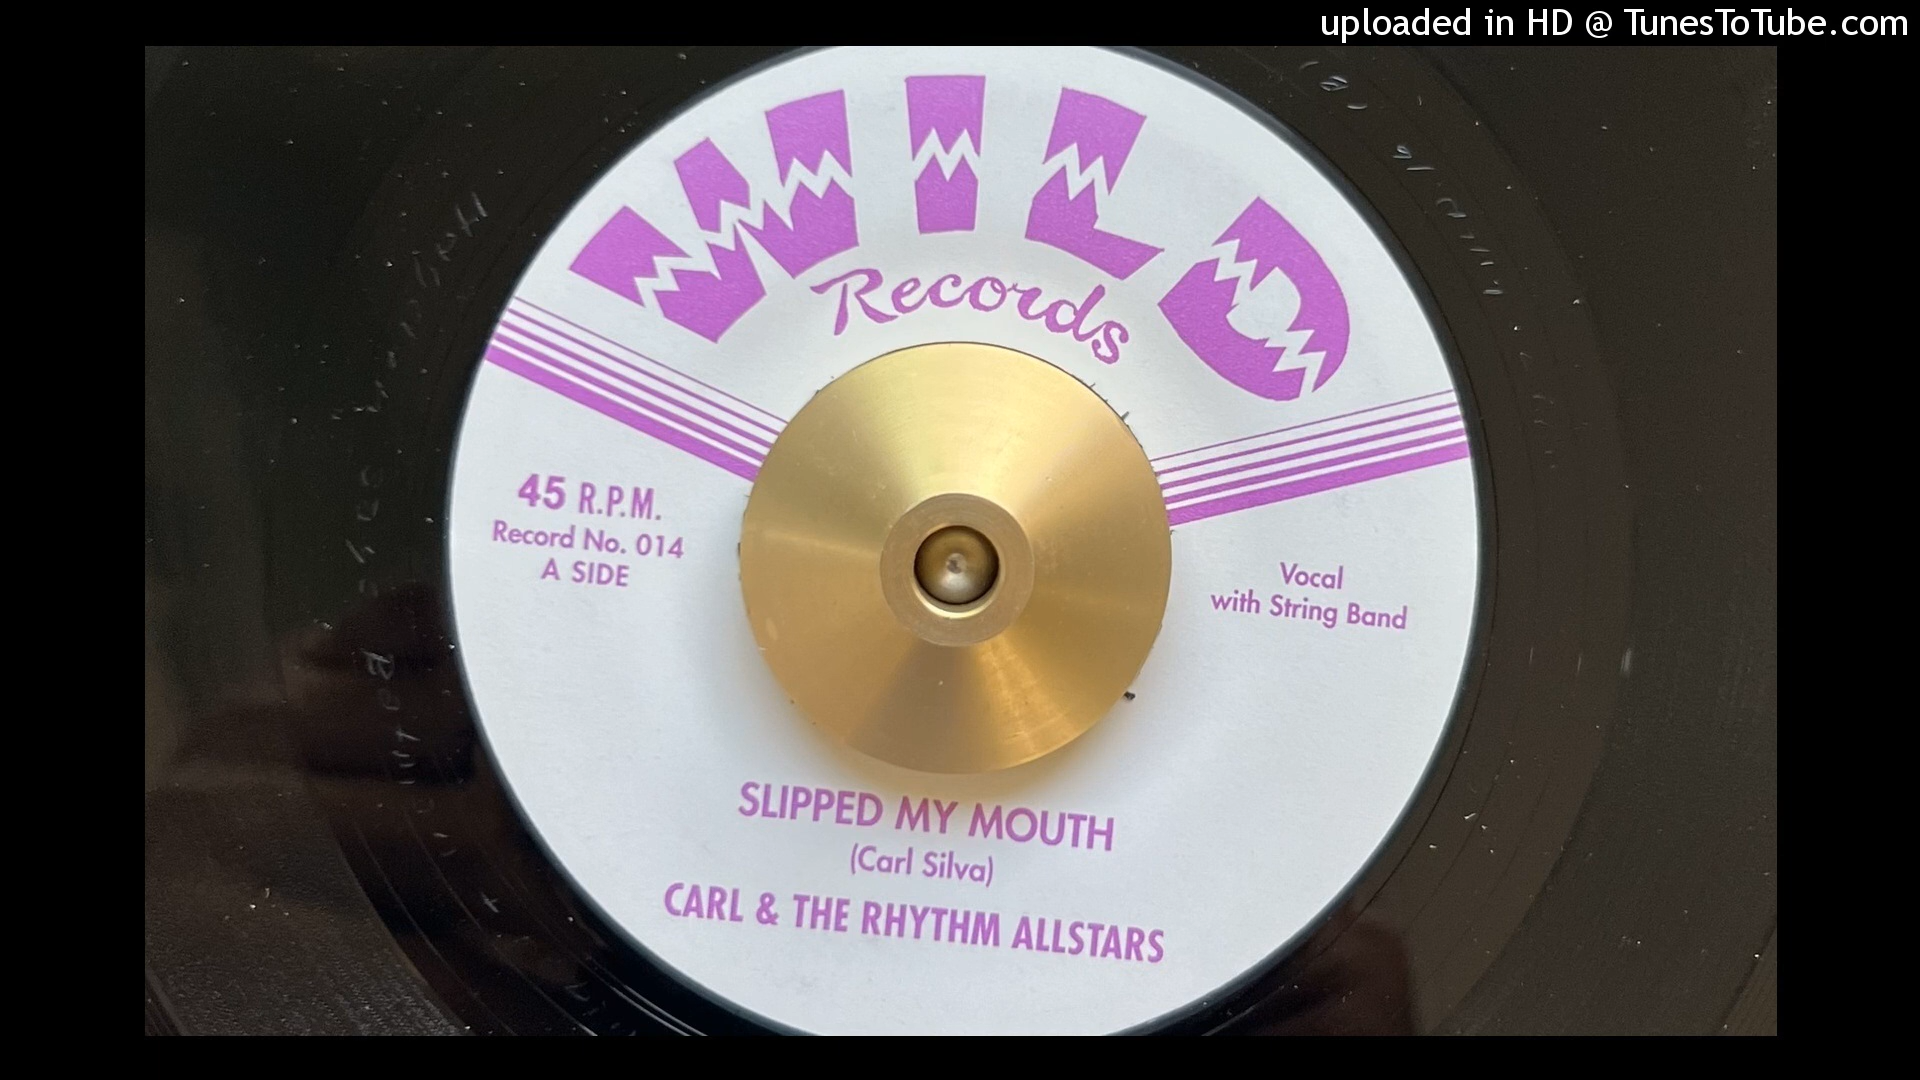 uploaded in HD @ TunesToTube.com
WILD
Records
45 R.P.M.
Record No. 014
A SIDE
Vocal
with String Band
SLIPPED MY MOUTH
(Carl Silva)
CARL & THE RHYTHM ALLSTARS